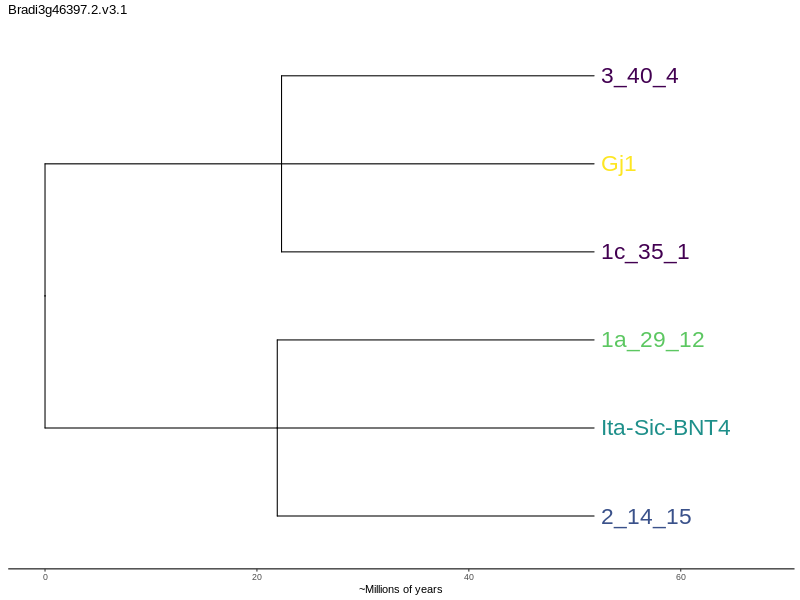 Bradi3g46397.2.v3.1
3_40_4
Gj1
1c_35_1
1a_29_12
Ita-Sic-BNT4
2_14_15
0 20 40 60
~Millions of years